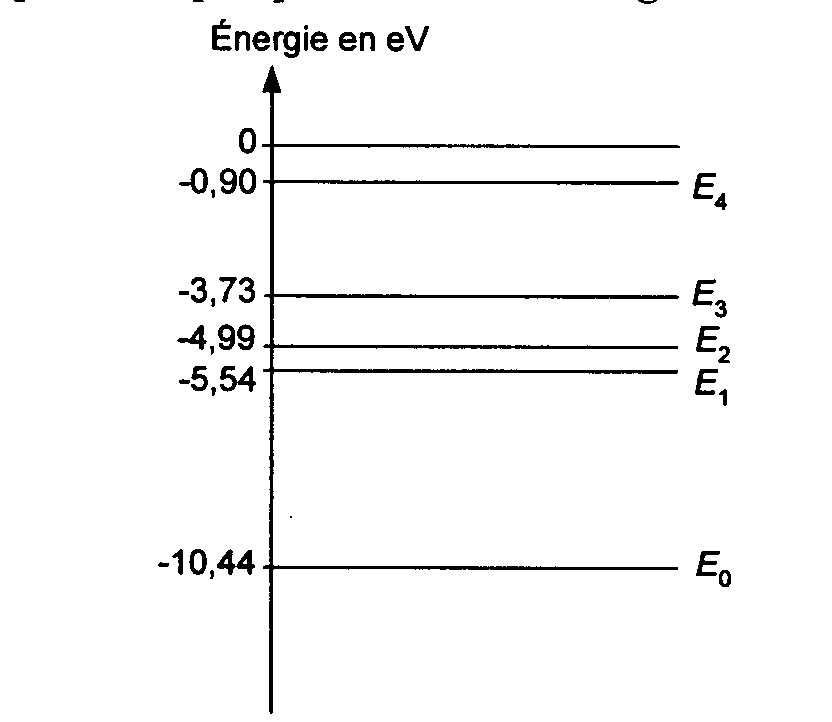 Énergie en eV
0
-0,90 E4
-3,73 E3
-4,99 E2
-5,54 E1
-10,44 E0